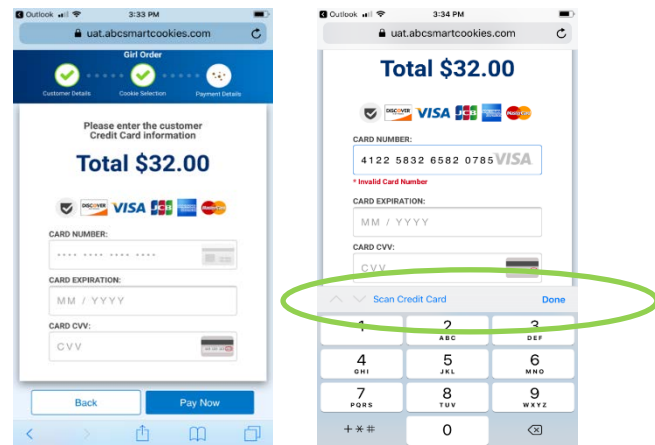 Outlook 3:33 PM
uat.abcsmartcookies.com
Girl Order
Customer Details Cookie Selection Payment Details
Please enter the customer
Credit Card information
Total $32.00
DISCOVER VISA JCB MasterCard
CARD NUMBER:
···· ···· ···· ····
CARD EXPIRATION:
MM / YYYY
CARD CVV:
CVV
Back Pay Now
Outlook 3:34 PM
uat.abcsmartcookies.com
Total $32.00
DISCOVER VISA JCB MasterCard
CARD NUMBER:
4122 5832 6582 0785 VISA
* Invalid Card Number
CARD EXPIRATION:
MM / YYYY
CARD CVV:
CVV
Scan Credit Card Done
1 2 3
ABC DEF
4 5 6
GHI JKL MNO
7 8 9
PQRS TUV WXYZ
+ * # 0